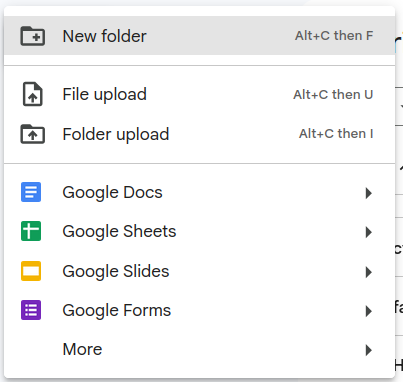 New folder Alt+C then F
File upload Alt+C then U
Folder upload Alt+C then I
Google Docs
Google Sheets
Google Slides
Google Forms
More